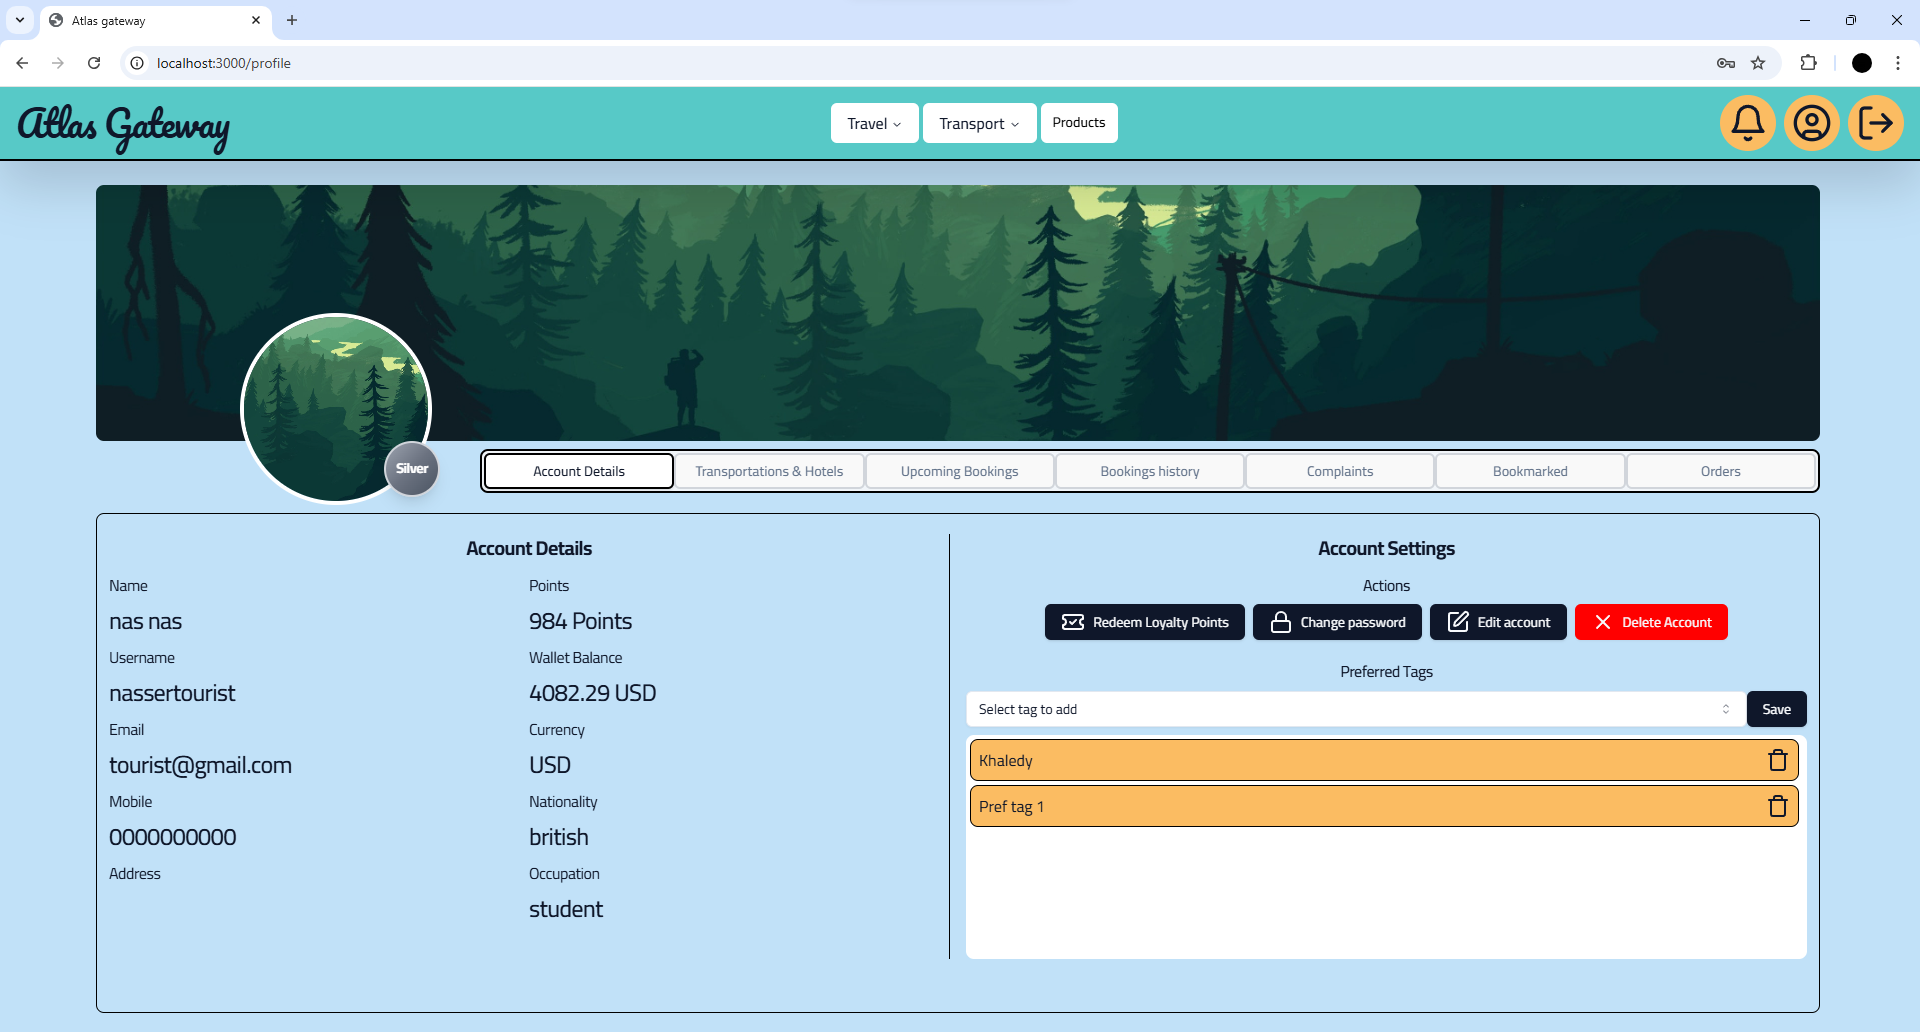 Atlas gateway
localhost:3000/profile
Atlas Gateway
Travel
Transport
Products
Silver
Account Details
Transportations & Hotels
Upcoming Bookings
Bookings history
Complaints
Bookmarked
Orders
Account Details
Name
nas nas
Username
nassertourist
Email
tourist@gmail.com
Mobile
0000000000
Address
Points
984 Points
Wallet Balance
4082.29 USD
Currency
USD
Nationality
british
Occupation
student
Account Settings
Actions
Redeem Loyalty Points
Change password
Edit account
Delete Account
Preferred Tags
Select tag to add
Save
Khaledy
Pref tag 1